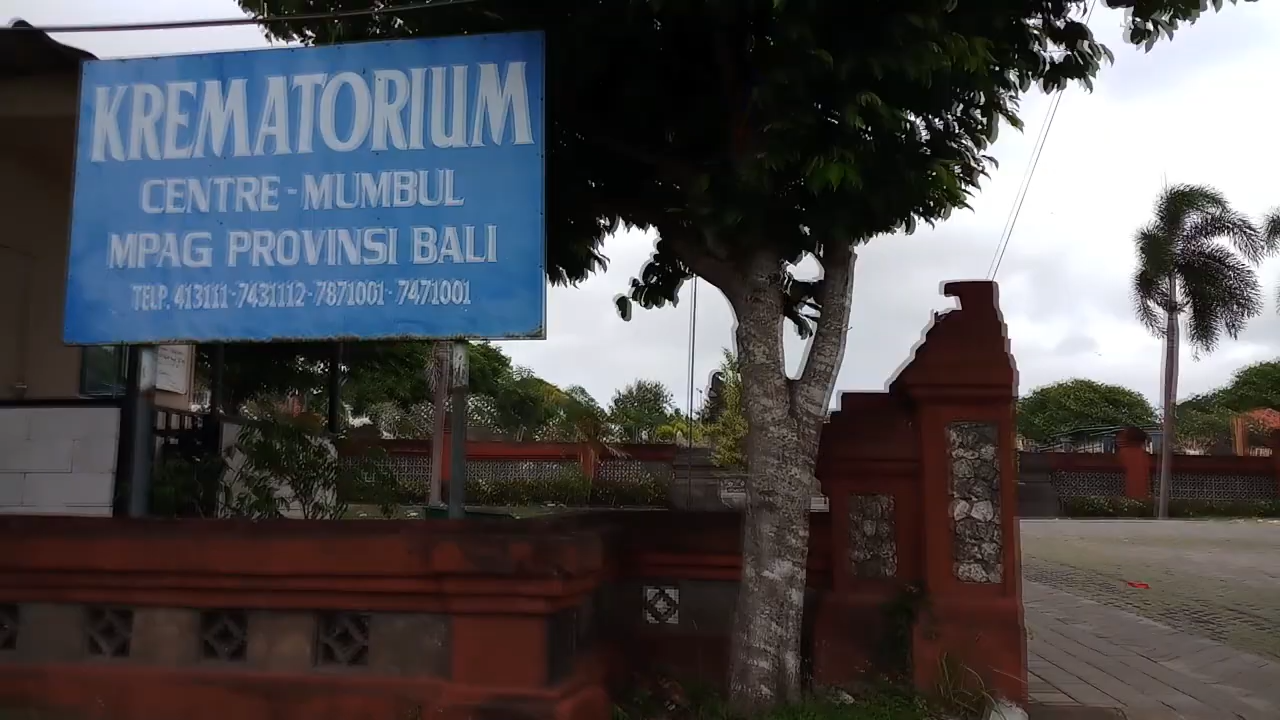 KREMATORIUM
CENTRE - MUMBUL
MPAG PROVINSI BALI
TELP. 413111 - 7431112 - 7871001 - 7471001